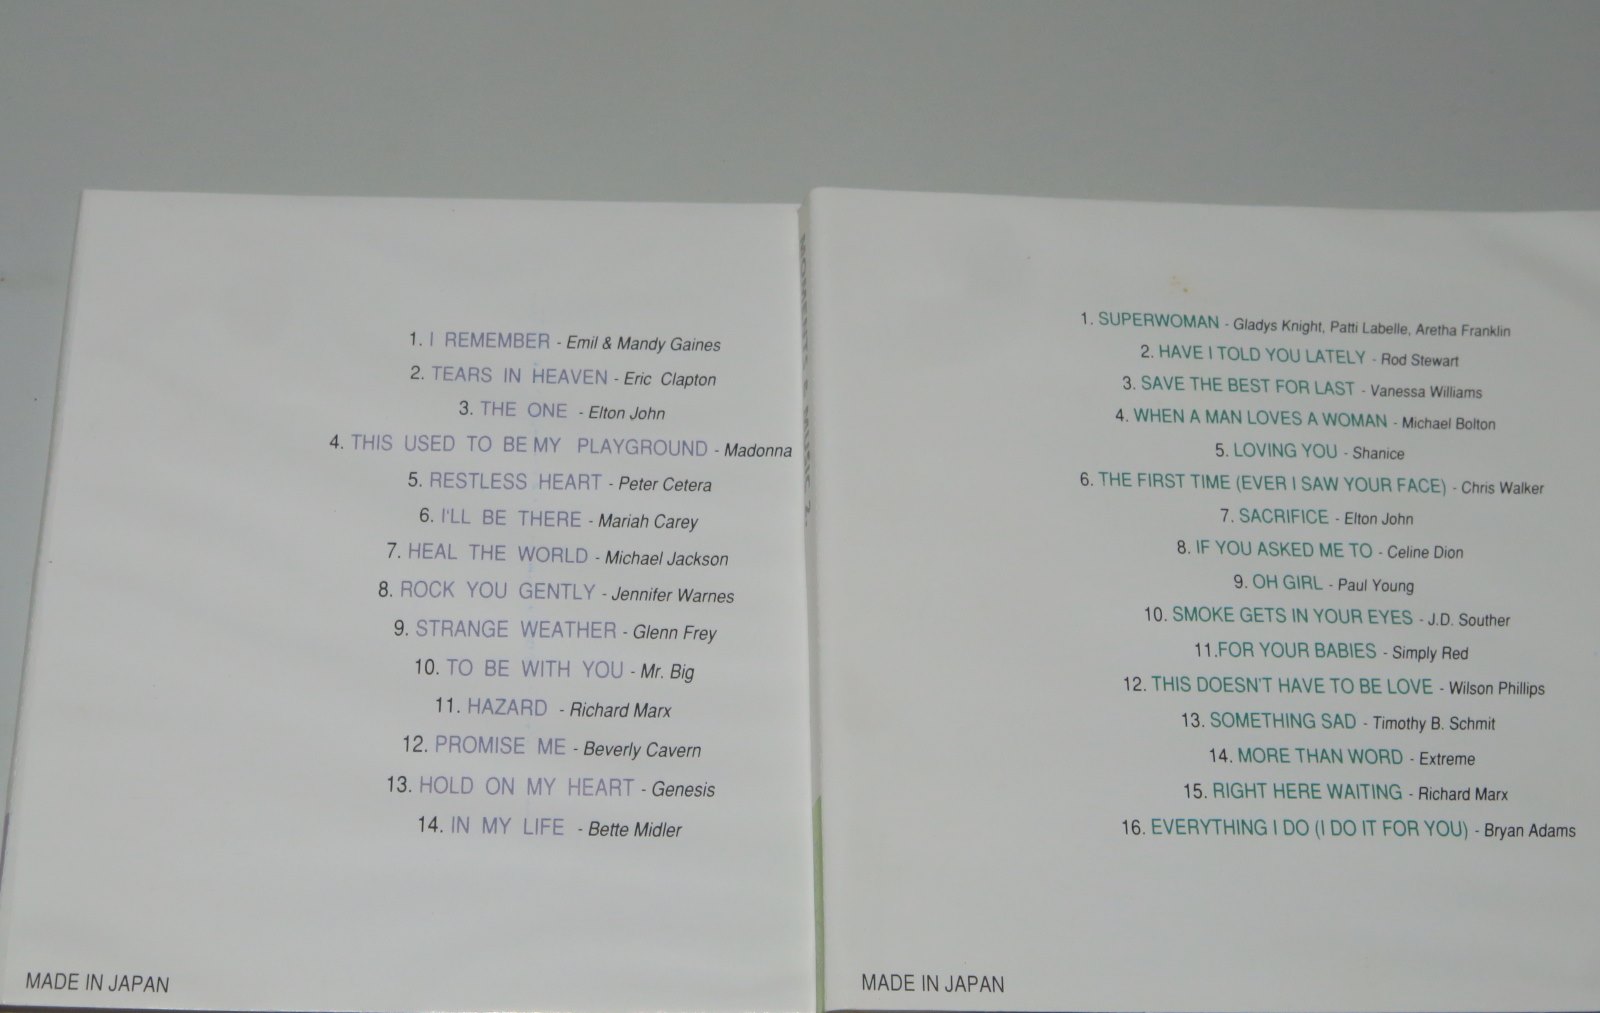 1. I REMEMBER - Emil & Mandy Gaines
2. TEARS IN HEAVEN - Eric Clapton
3. THE ONE - Elton John
4. THIS USED TO BE MY PLAYGROUND - Madonna
5. RESTLESS HEART - Peter Cetera
6. I'LL BE THERE - Mariah Carey
7. HEAL THE WORLD - Michael Jackson
8. ROCK YOU GENTLY - Jennifer Warnes
9. STRANGE WEATHER - Glenn Frey
10. TO BE WITH YOU - Mr. Big
11. HAZARD - Richard Marx
12. PROMISE ME - Beverly Cavern
13. HOLD ON MY HEART - Genesis
14. IN MY LIFE - Bette Midler
MADE IN JAPAN
1. SUPERWOMAN - Gladys Knight, Patti Labelle, Aretha Franklin
2. HAVE I TOLD YOU LATELY - Rod Stewart
3. SAVE THE BEST FOR LAST - Vanessa Williams
4. WHEN A MAN LOVES A WOMAN - Michael Bolton
5. LOVING YOU - Shanice
6. THE FIRST TIME (EVER I SAW YOUR FACE) - Chris Walker
7. SACRIFICE - Elton John
8. IF YOU ASKED ME TO - Celine Dion
9. OH GIRL - Paul Young
10. SMOKE GETS IN YOUR EYES - J.D. Souther
11.FOR YOUR BABIES - Simply Red
12. THIS DOESN'T HAVE TO BE LOVE - Wilson Phillips
13. SOMETHING SAD - Timothy B. Schmit
14. MORE THAN WORD - Extreme
15. RIGHT HERE WAITING - Richard Marx
16. EVERYTHING I DO (I DO IT FOR YOU) - Bryan Adams
MADE IN JAPAN